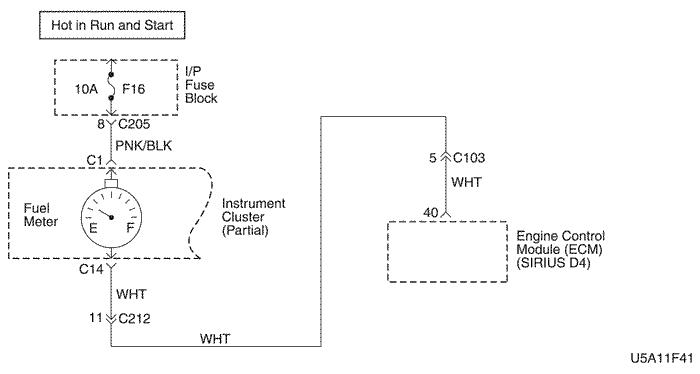 Hot in Run and Start
10A F16
I/P
Fuse
Block
8 C205
PNK/BLK
C1
Fuel
Meter
E F
Instrument
Cluster
(Partial)
C14
WHT
11 C212
WHT
5 C103
WHT
40
Engine Control
Module (ECM)
(SIRIUS D4)
U5A11F41